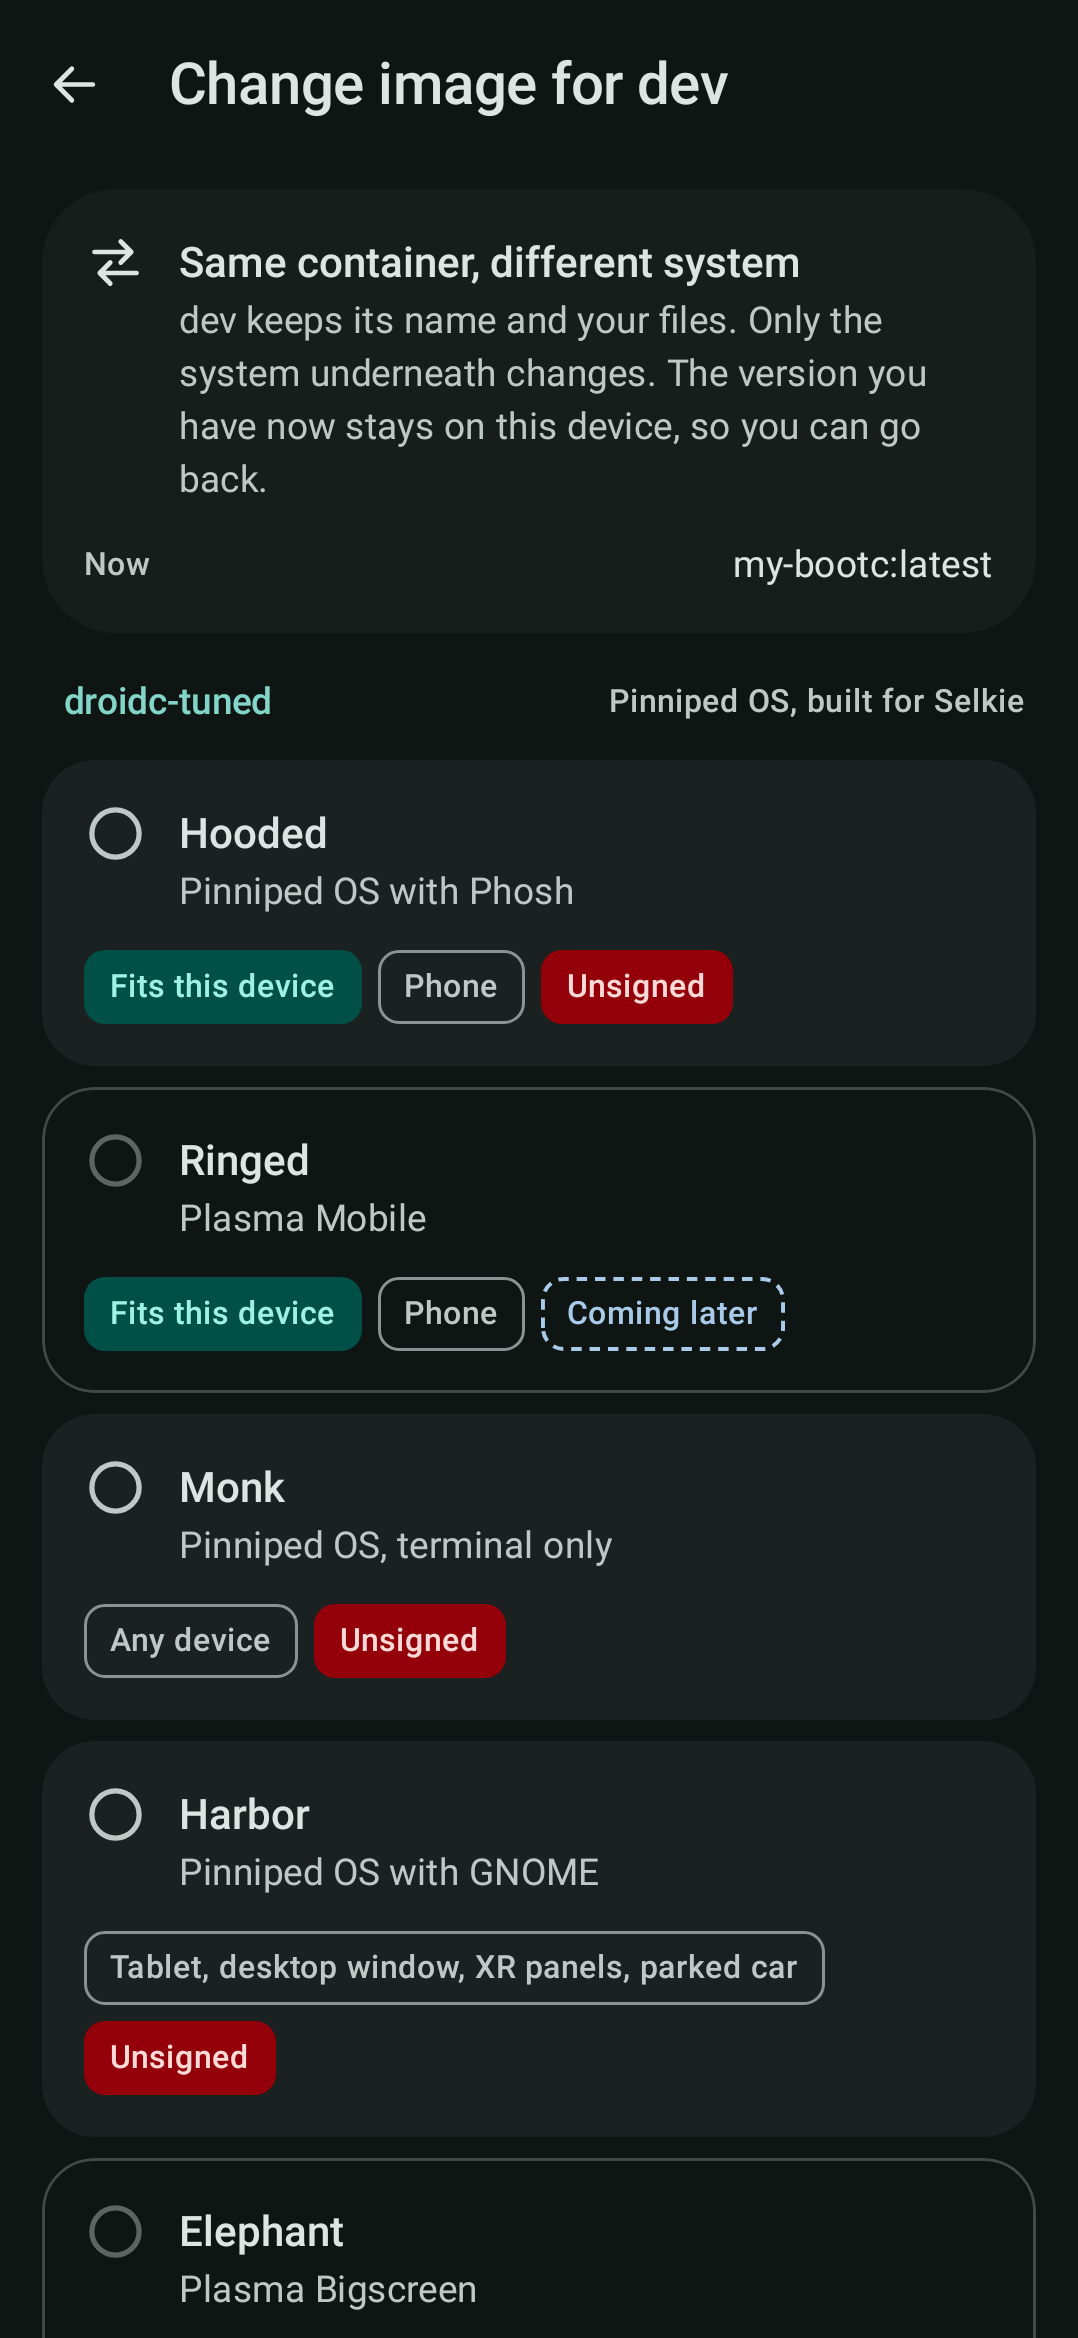 Change image for dev
Same container, different system
dev keeps its name and your files. Only the
system underneath changes. The version you
have now stays on this device, so you can go
back.
Now my-bootc:latest
droidc-tuned Pinniped OS, built for Selkie
Hooded
Pinniped OS with Phosh
Fits this device Phone Unsigned
Ringed
Plasma Mobile
Fits this device Phone Coming later
Monk
Pinniped OS, terminal only
Any device Unsigned
Harbor
Pinniped OS with GNOME
Tablet, desktop window, XR panels, parked car
Unsigned
Elephant
Plasma Bigscreen